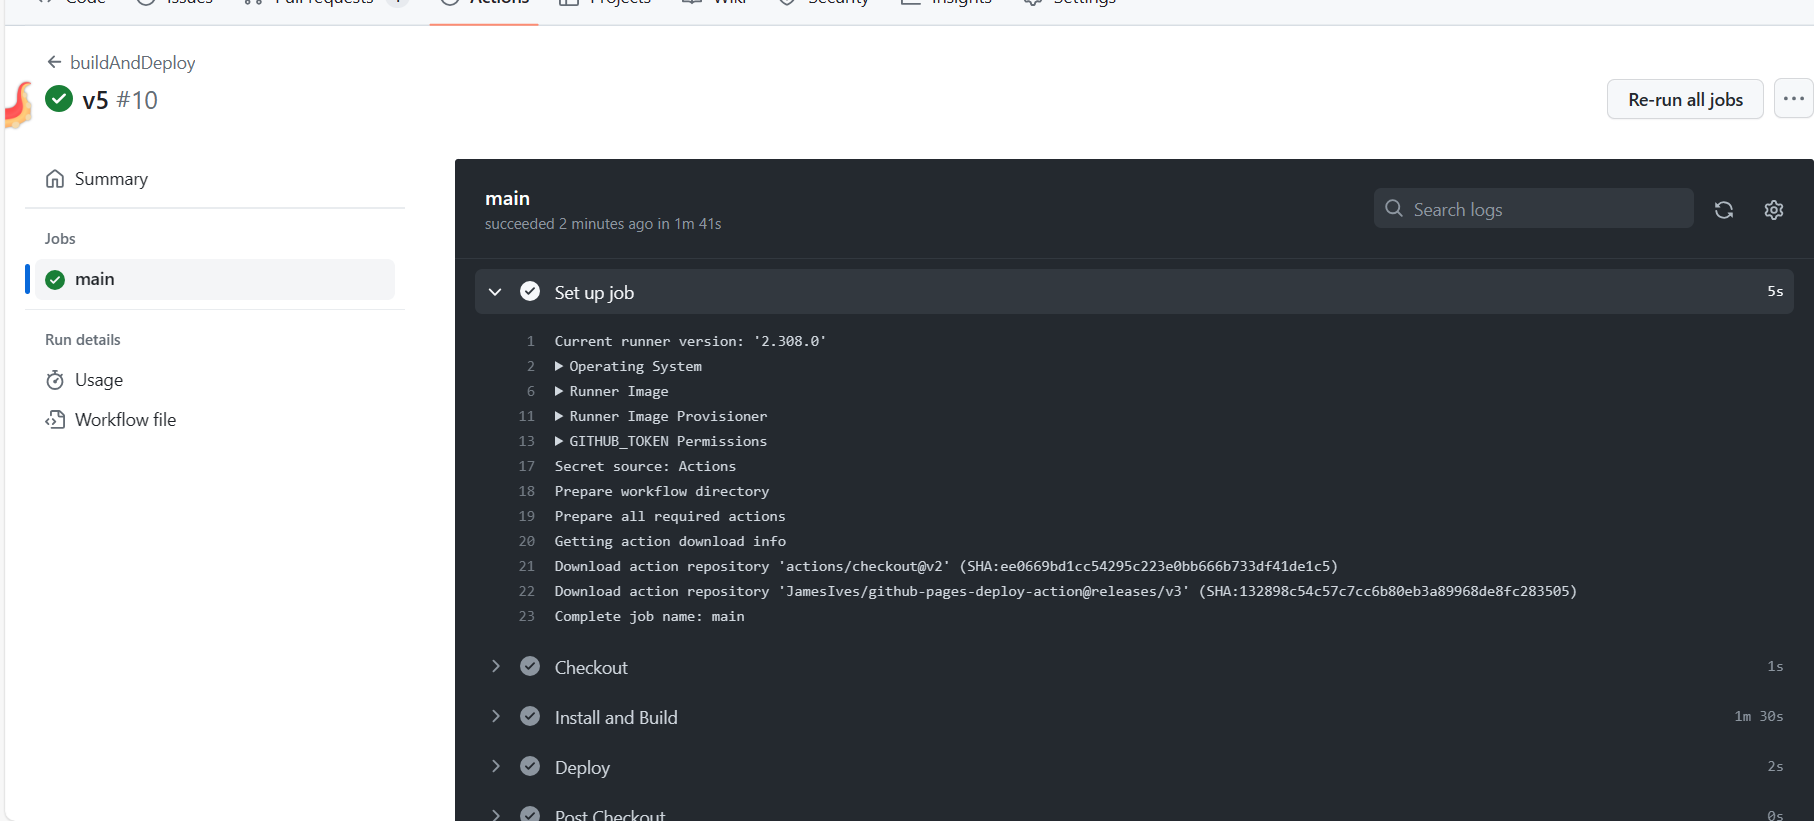 Code Issues Pull requests Actions Projects Wiki Security Insights Settings
buildAndDeploy
v5 #10
Re-run all jobs
Summary
Jobs
main
Run details
Usage
Workflow file
main
succeeded 2 minutes ago in 1m 41s
Search logs
Set up job 5s
1 Current runner version: '2.308.0'
2 Operating System
6 Runner Image
11 Runner Image Provisioner
13 GITHUB_TOKEN Permissions
17 Secret source: Actions
18 Prepare workflow directory
19 Prepare all required actions
20 Getting action download info
21 Download action repository 'actions/checkout@v2' (SHA:ee0669bd1cc54295c223e0bb666b733df41de1c5)
22 Download action repository 'JamesIves/github-pages-deploy-action@releases/v3' (SHA:132898c54c57c7cc6b80eb3a89968de8fc283505)
23 Complete job name: main
Checkout 1s
Install and Build 1m 30s
Deploy 2s
Post Checkout 0s